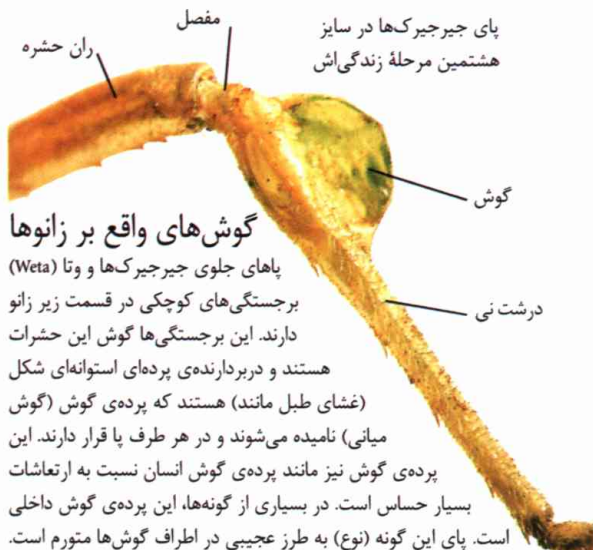 پای جیرجیرک‌ها در سایز
هشتمین مرحلهٔ زندگی‌اش
مفصل
ران حشره
گوش
درشت نی
گوش‌های واقع بر زانوها
پاهای جلوی جیرجیرک‌ها و وتا (Weta)
برجستگی‌های کوچکی در قسمت زیر زانو
دارند. این برجستگی‌ها گوش این حشرات
هستند و دربردارنده‌ی پرده‌ای استوانه‌ای شکل
(غشای طبل مانند) هستند که پرده‌ی گوش (گوش
میانی) نامیده می‌شوند و در هر طرف پا قرار دارند. این
پرده‌ی گوش نیز مانند پرده‌ی گوش انسان نسبت به ارتعاشات
بسیار حساس است. در بسیاری از گونه‌ها، این پرده‌ی گوش داخلی
است. پای این گونه (نوع) به طرز عجیبی در اطراف گوش‌ها متورم است.